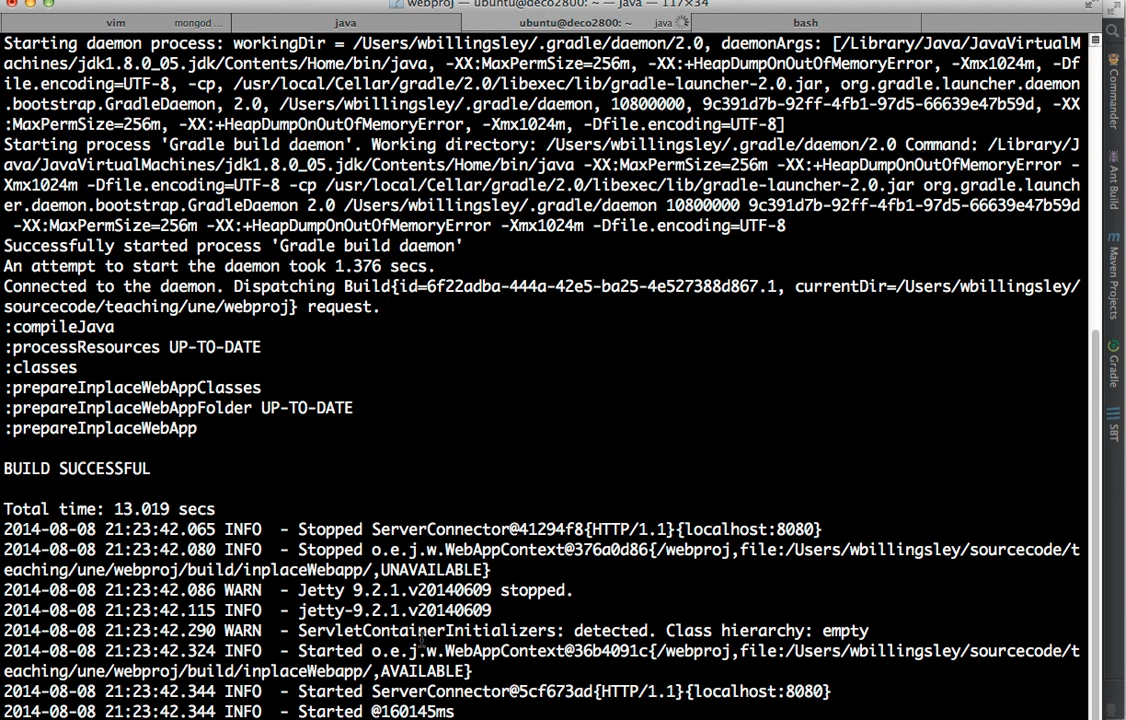 webproj — ubuntu@deco2800: ~ — java — 117×34
vim mongod ... java ubuntu@deco2800: ~ java bash
Starting daemon process: workingDir = /Users/wbillingsley/.gradle/daemon/2.0, daemonArgs: [/Library/Java/JavaVirtualM
achines/jdk1.8.0_05.jdk/Contents/Home/bin/java, -XX:MaxPermSize=256m, -XX:+HeapDumpOnOutOfMemoryError, -Xmx1024m, -Df
ile.encoding=UTF-8, -cp, /usr/local/Cellar/gradle/2.0/libexec/lib/gradle-launcher-2.0.jar, org.gradle.launcher.daemon
.bootstrap.GradleDaemon, 2.0, /Users/wbillingsley/.gradle/daemon, 10800000, 9c391d7b-92ff-4fb1-97d5-66639e47b59d, -XX
:MaxPermSize=256m, -XX:+HeapDumpOnOutOfMemoryError, -Xmx1024m, -Dfile.encoding=UTF-8]
Starting process 'Gradle build daemon'. Working directory: /Users/wbillingsley/.gradle/daemon/2.0 Command: /Library/J
ava/JavaVirtualMachines/jdk1.8.0_05.jdk/Contents/Home/bin/java -XX:MaxPermSize=256m -XX:+HeapDumpOnOutOfMemoryError -
Xmx1024m -Dfile.encoding=UTF-8 -cp /usr/local/Cellar/gradle/2.0/libexec/lib/gradle-launcher-2.0.jar org.gradle.launch
er.daemon.bootstrap.GradleDaemon 2.0 /Users/wbillingsley/.gradle/daemon 10800000 9c391d7b-92ff-4fb1-97d5-66639e47b59d
-XX:MaxPermSize=256m -XX:+HeapDumpOnOutOfMemoryError -Xmx1024m -Dfile.encoding=UTF-8
Successfully started process 'Gradle build daemon'
An attempt to start the daemon took 1.376 secs.
Connected to the daemon. Dispatching Build{id=6f22adba-444a-42e5-ba25-4e527388d867.1, currentDir=/Users/wbillingsley/
sourcecode/teaching/une/webproj} request.
:compileJava
:processResources UP-TO-DATE
:classes
:prepareInplaceWebAppClasses
:prepareInplaceWebAppFolder UP-TO-DATE
:prepareInplaceWebApp
BUILD SUCCESSFUL
Total time: 13.019 secs
2014-08-08 21:23:42.065 INFO  - Stopped ServerConnector@41294f8{HTTP/1.1}{localhost:8080}
2014-08-08 21:23:42.080 INFO  - Stopped o.e.j.w.WebAppContext@376a0d86{/webproj,file:/Users/wbillingsley/sourcecode/t
eaching/une/webproj/build/inplaceWebapp/,UNAVAILABLE}
2014-08-08 21:23:42.086 WARN  - Jetty 9.2.1.v20140609 stopped.
2014-08-08 21:23:42.115 INFO  - jetty-9.2.1.v20140609
2014-08-08 21:23:42.290 WARN  - ServletContainerInitializers: detected. Class hierarchy: empty
2014-08-08 21:23:42.324 INFO  - Started o.e.j.w.WebAppContext@36b4091c{/webproj,file:/Users/wbillingsley/sourcecode/t
eaching/une/webproj/build/inplaceWebapp/,AVAILABLE}
2014-08-08 21:23:42.344 INFO  - Started ServerConnector@5cf673ad{HTTP/1.1}{localhost:8080}
2014-08-08 21:23:42.344 INFO  - Started @160145ms
Commander
Ant Build
m Maven Projects
Gradle
SBT